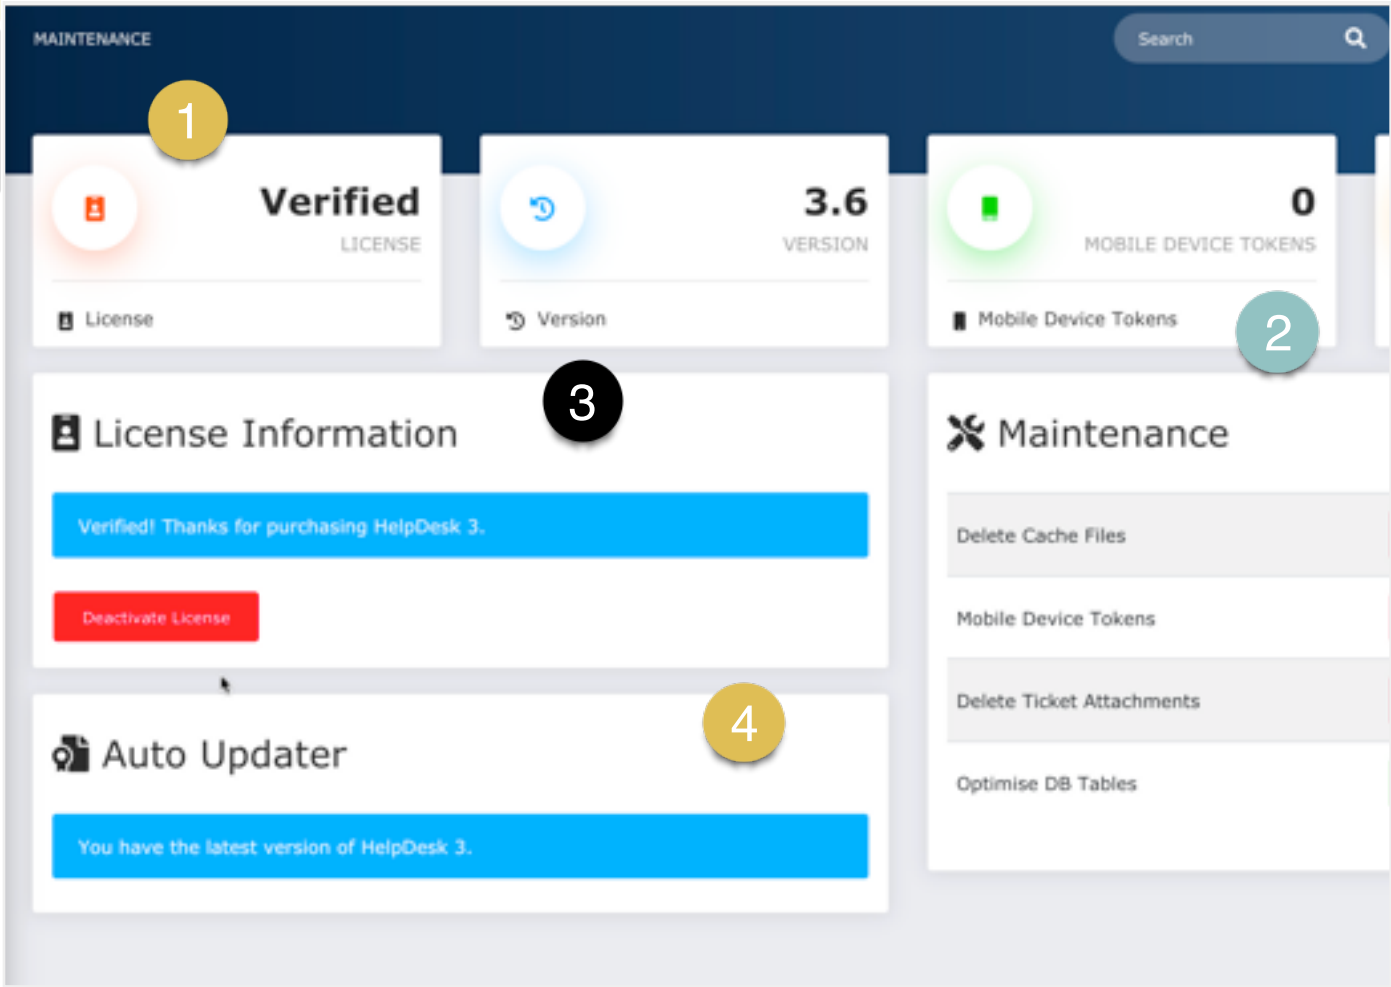 MAINTENANCE
Search
1
Verified
LICENSE
License
3.6
VERSION
Version
0
MOBILE DEVICE TOKENS
Mobile Device Tokens
2
3
License Information
Verified! Thanks for purchasing HelpDesk 3.
Deactivate License
4
Auto Updater
You have the latest version of HelpDesk 3.
Maintenance
Delete Cache Files
Mobile Device Tokens
Delete Ticket Attachments
Optimise DB Tables